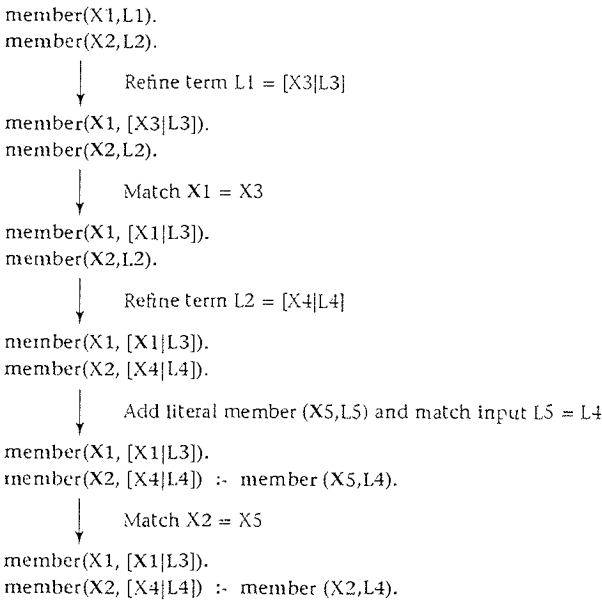 member(X1,L1).
member(X2,L2).
Refine term L1 = [X3|L3]
member(X1, [X3|L3]).
member(X2,L2).
Match X1 = X3
member(X1, [X1|L3]).
member(X2,L2).
Refine term L2 = [X4|L4]
member(X1, [X1|L3]).
member(X2, [X4|L4]).
Add literal member (X5,L5) and match input L5 = L4
member(X1, [X1|L3]).
member(X2, [X4|L4]) :- member (X5,L4).
Match X2 = X5
member(X1, [X1|L3]).
member(X2, [X4|L4]) :- member (X2,L4).